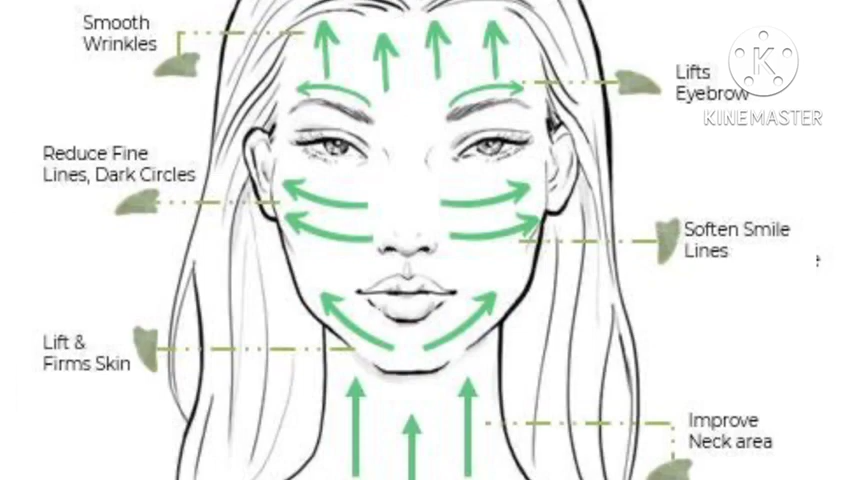 Smooth
Wrinkles
Lifts
Eyebrow
K
KINEMASTER
Reduce Fine
Lines, Dark Circles
Soften Smile
Lines
Lift &
Firms Skin
Improve
Neck area